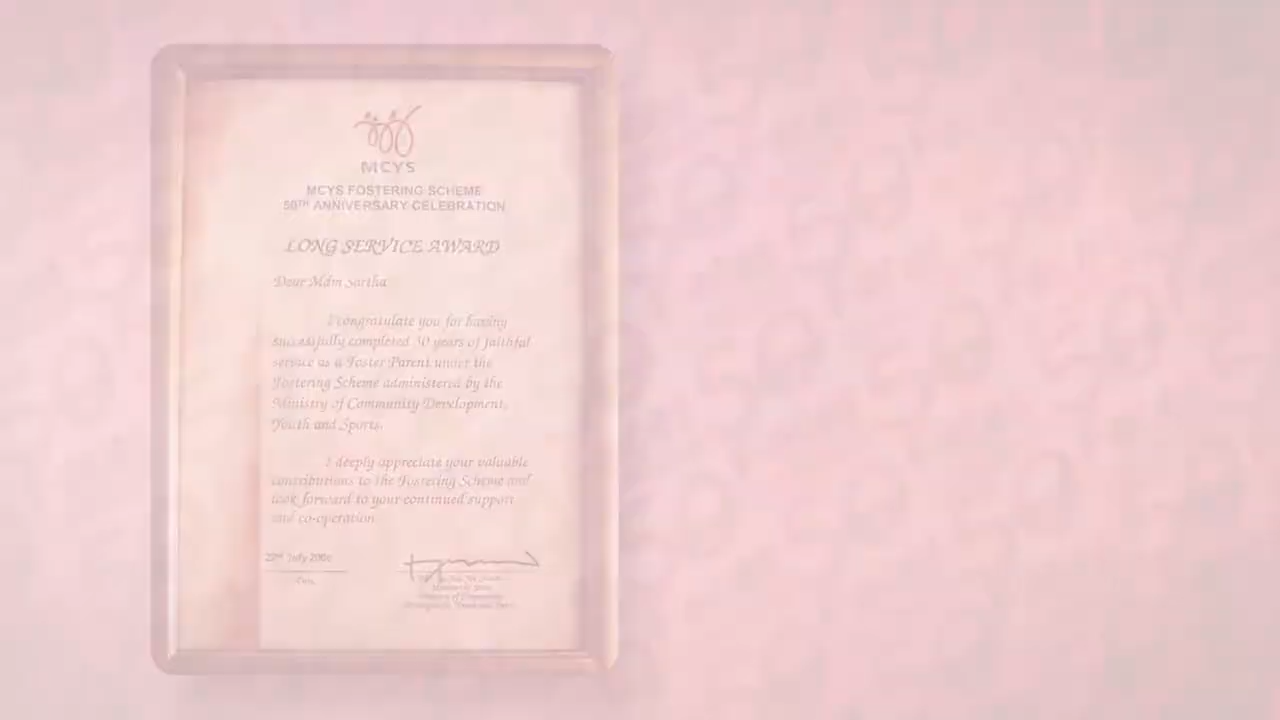 MCYS
MCYS FOSTERING SCHEME
50TH ANNIVERSARY CELEBRATION
LONG SERVICE AWARD
Dear Mdm Sartha
I congratulate you for having
successfully completed 30 years of faithful
service as a Foster Parent under the
Fostering Scheme administered by the
Ministry of Community Development,
Youth and Sports.
I deeply appreciate your valuable
contributions to the Fostering Scheme and
look forward to your continued support
and co-operation.
July
Date